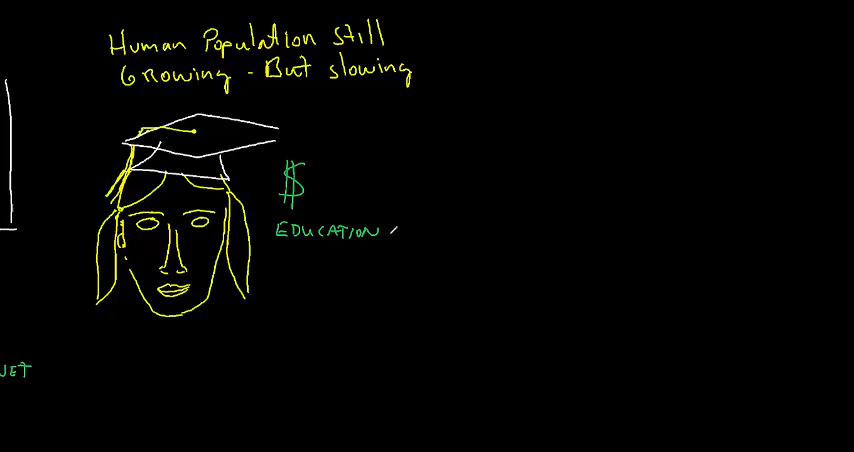 Human Population Still
Growing - But slowing
$
EDUCATION